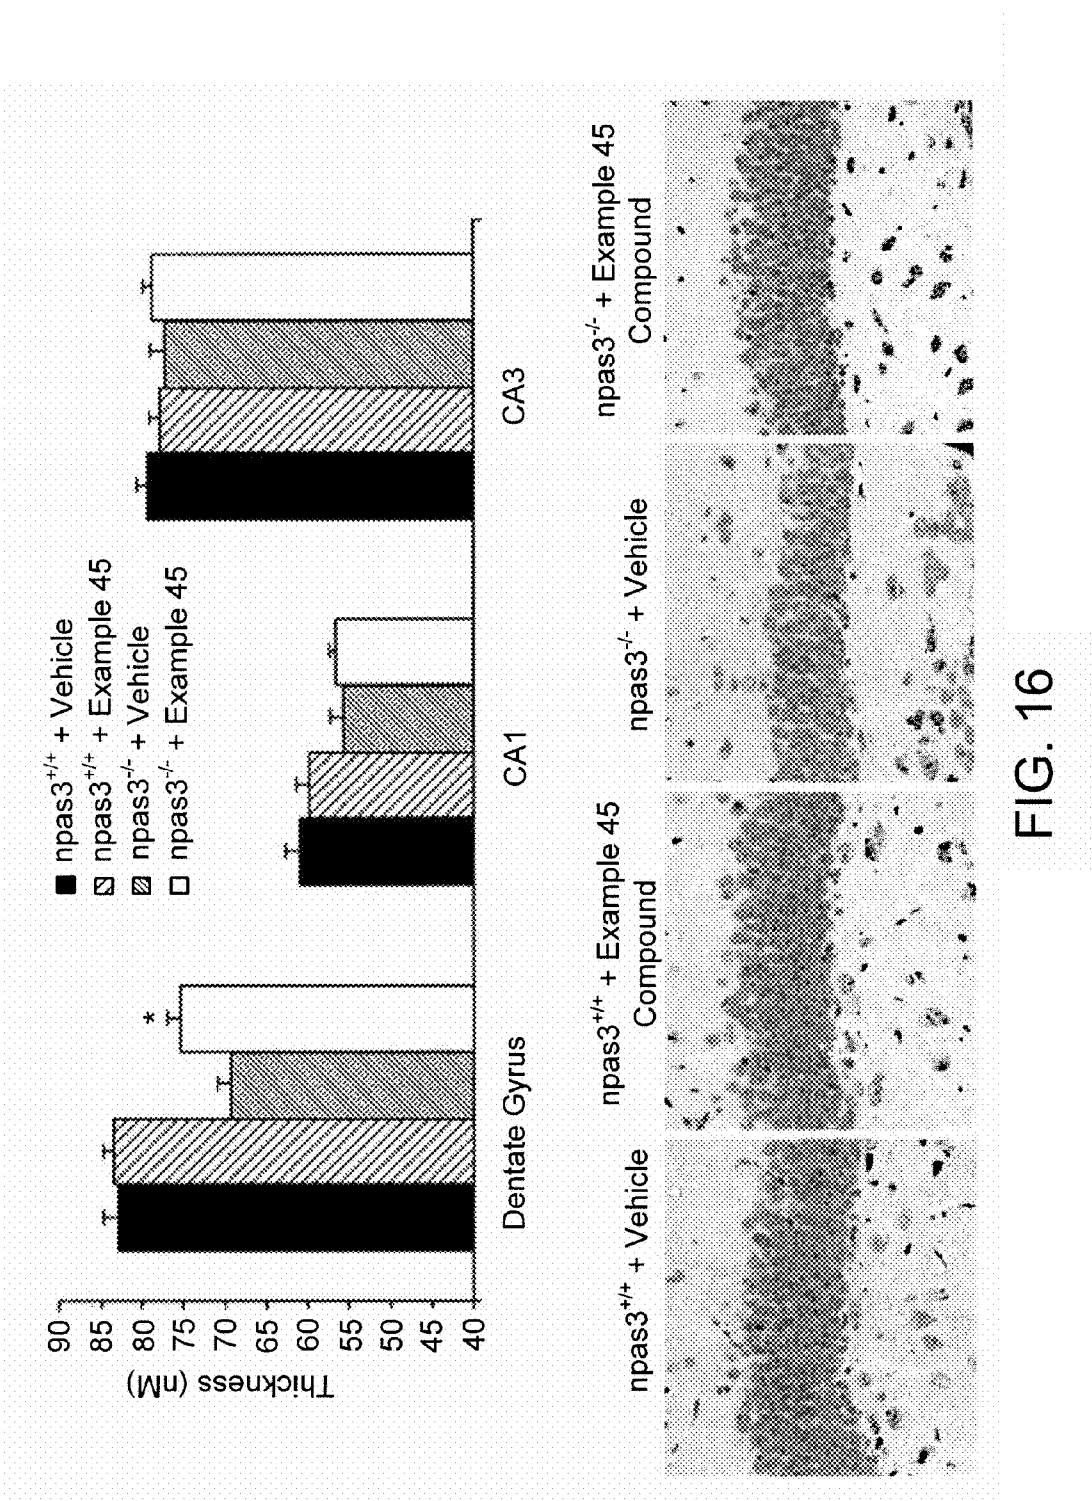 npas3+/+ + Vehicle
npas3+/+ + Example 45
npas3-/- + Vehicle
npas3-/- + Example 45
Thickness (nM)
90
85
80
75
70
65
60
55
50
45
40
*
Dentate Gyrus
CA1
CA3
npas3+/+ + Vehicle
npas3+/+ + Example 45
Compound
npas3-/- + Vehicle
npas3-/- + Example 45
Compound
FIG. 16